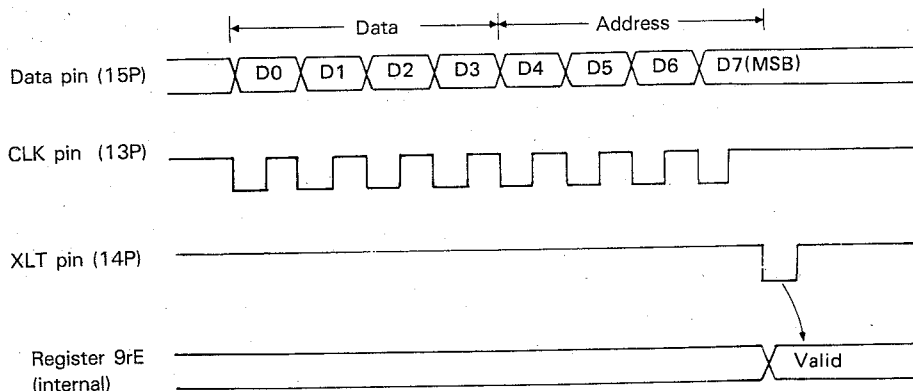 Data Address
Data pin (15P) D0 D1 D2 D3 D4 D5 D6 D7(MSB)
CLK pin (13P)
XLT pin (14P)
Register 9rE Valid
(internal)